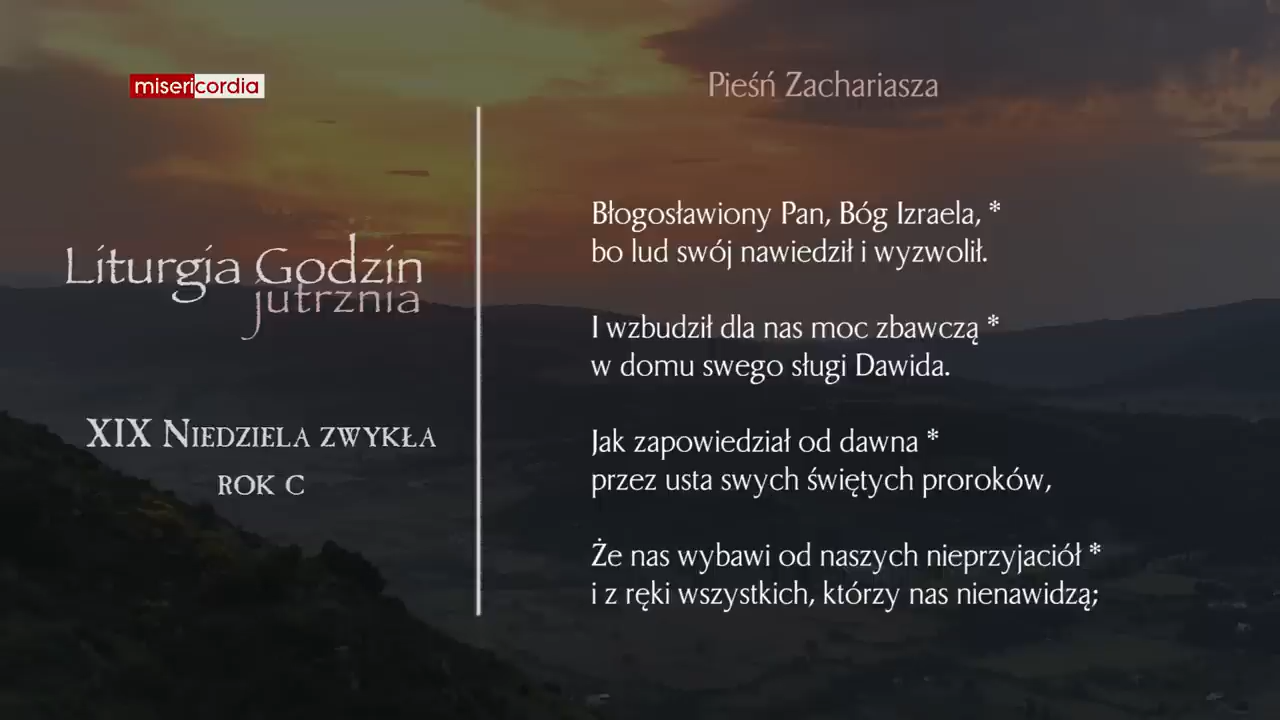 misericordia
Liturgia Godzin
jutrznia
XIX Niedziela zwykła
rok C
Pieśń Zachariasza
Błogosławiony Pan, Bóg Izraela, *
bo lud swój nawiedził i wyzwolił.
I wzbudził dla nas moc zbawczą *
w domu swego sługi Dawida.
Jak zapowiedział od dawna *
przez usta swych świętych proroków,
Że nas wybawi od naszych nieprzyjaciół *
i z ręki wszystkich, którzy nas nienawidzą;